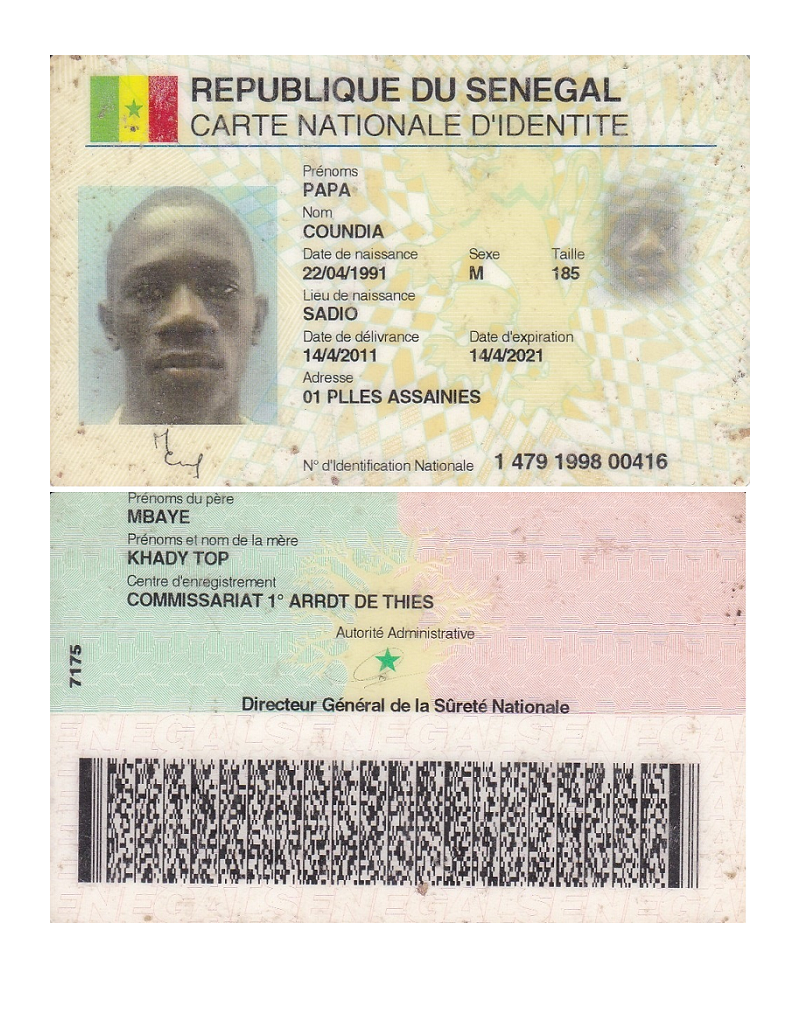 REPUBLIQUE DU SENEGAL
CARTE NATIONALE D'IDENTITE
Prénoms
PAPA
Nom
COUNDIA
Date de naissance Sexe Taille
22/04/1991 M 185
Lieu de naissance
SADIO
Date de délivrance Date d'expiration
14/4/2011 14/4/2021
Adresse
01 PLLES ASSAINIES
N° d'Identification Nationale 1 479 1998 00416
Prénoms du père
MBAYE
Prénoms et nom de la mère
KHADY TOP
Centre d'enregistrement
COMMISSARIAT 1° ARRDT DE THIES
Autorité Administrative
7175
Directeur Général de la Sûreté Nationale